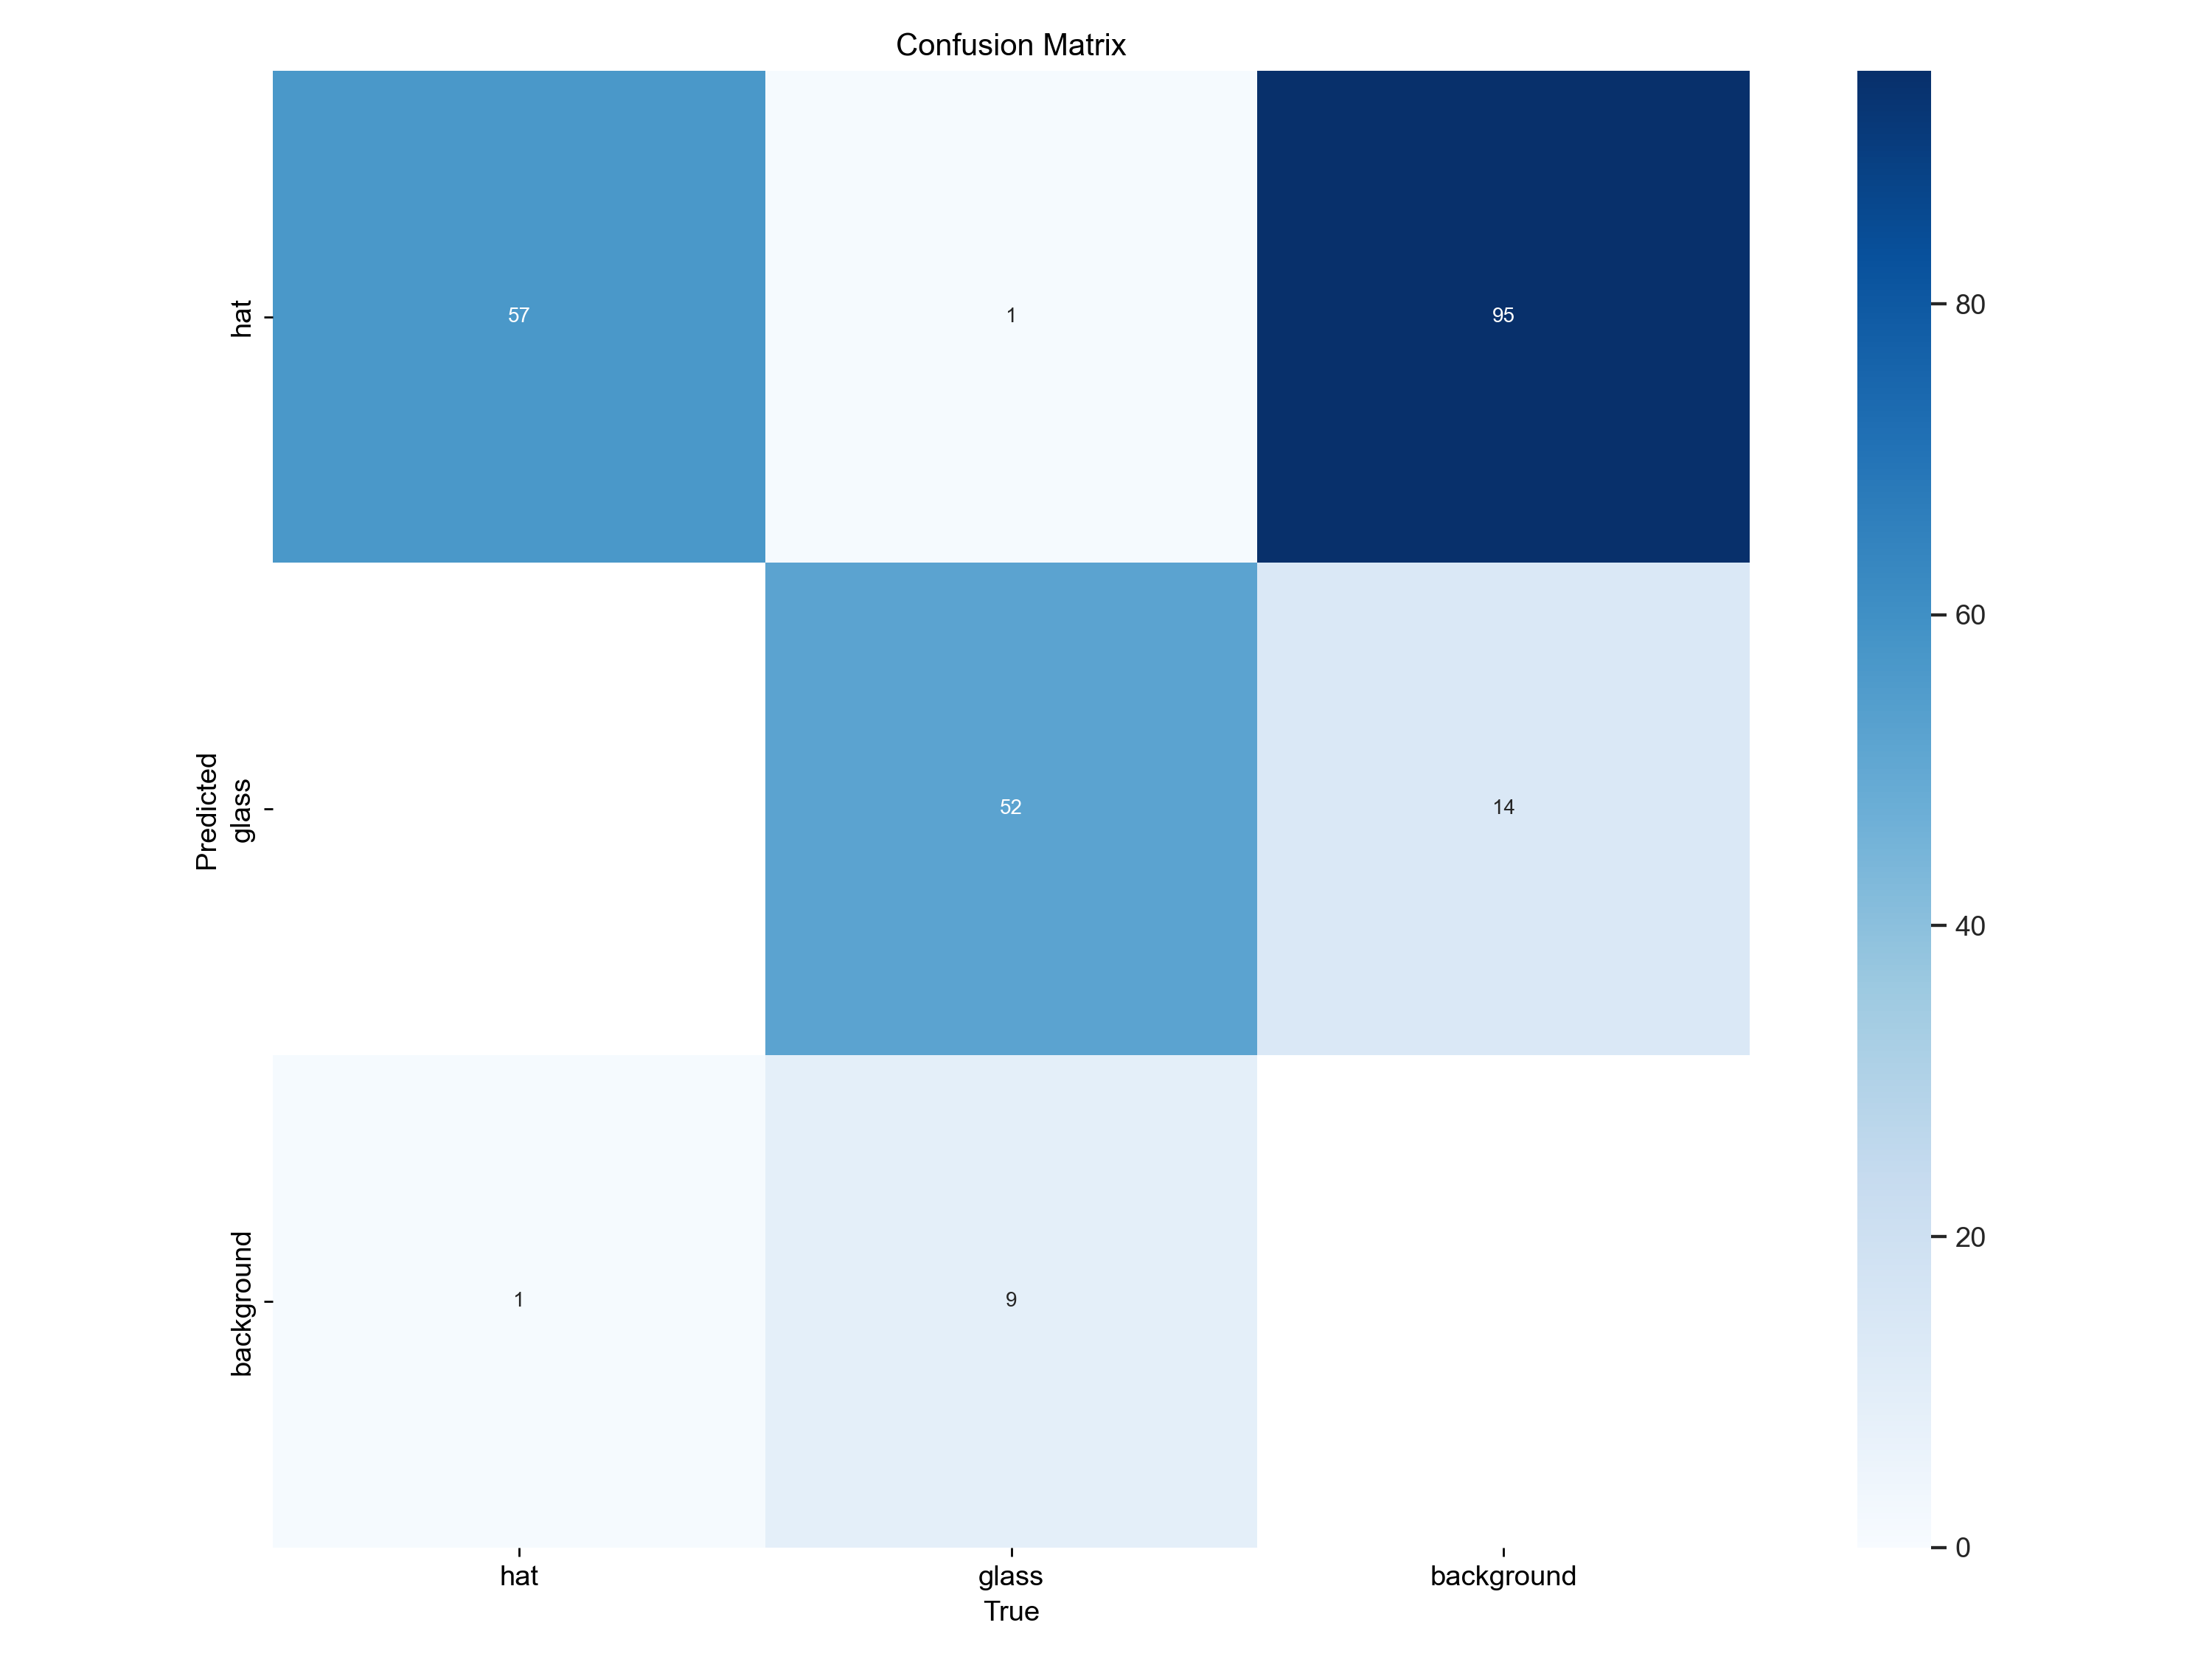 Confusion Matrix
hat
57
1
95
80
60
Predicted
glass
52
14
40
20
background
1
9
0
hat
glass
background
True